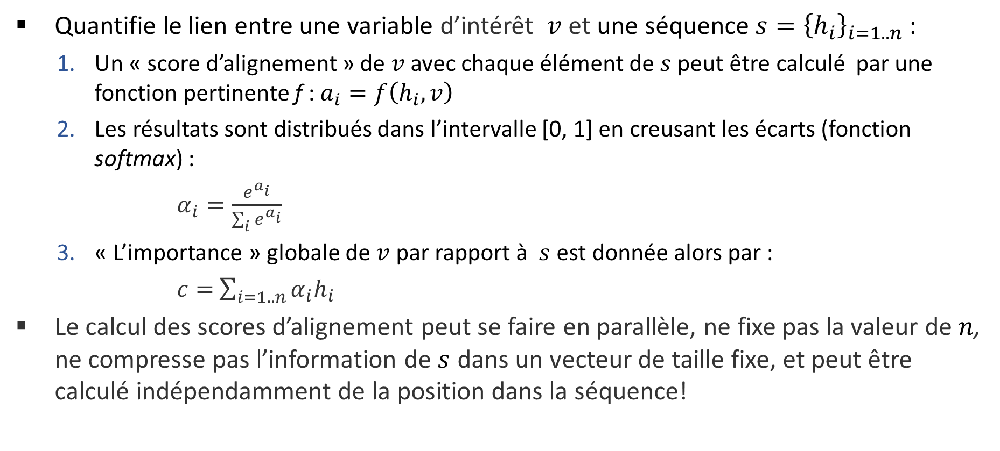 ▪ Quantifie le lien entre une variable d’intérêt v et une séquence s = {h_i}_{i=1..n} :
1. Un « score d’alignement » de v avec chaque élément de s peut être calculé par une
fonction pertinente f : a_i = f(h_i, v)
2. Les résultats sont distribués dans l’intervalle [0, 1] en creusant les écarts (fonction
softmax) :
α_i = e^{a_i} / ∑_i e^{a_i}
3. « L’importance » globale de v par rapport à s est donnée alors par :
c = ∑_{i=1..n} α_i h_i
▪ Le calcul des scores d’alignement peut se faire en parallèle, ne fixe pas la valeur de n,
ne compresse pas l’information de s dans un vecteur de taille fixe, et peut être
calculé indépendamment de la position dans la séquence!